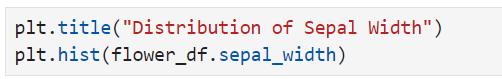 plt.title("Distribution of Sepal Width")
plt.hist(flower_df.sepal_width)